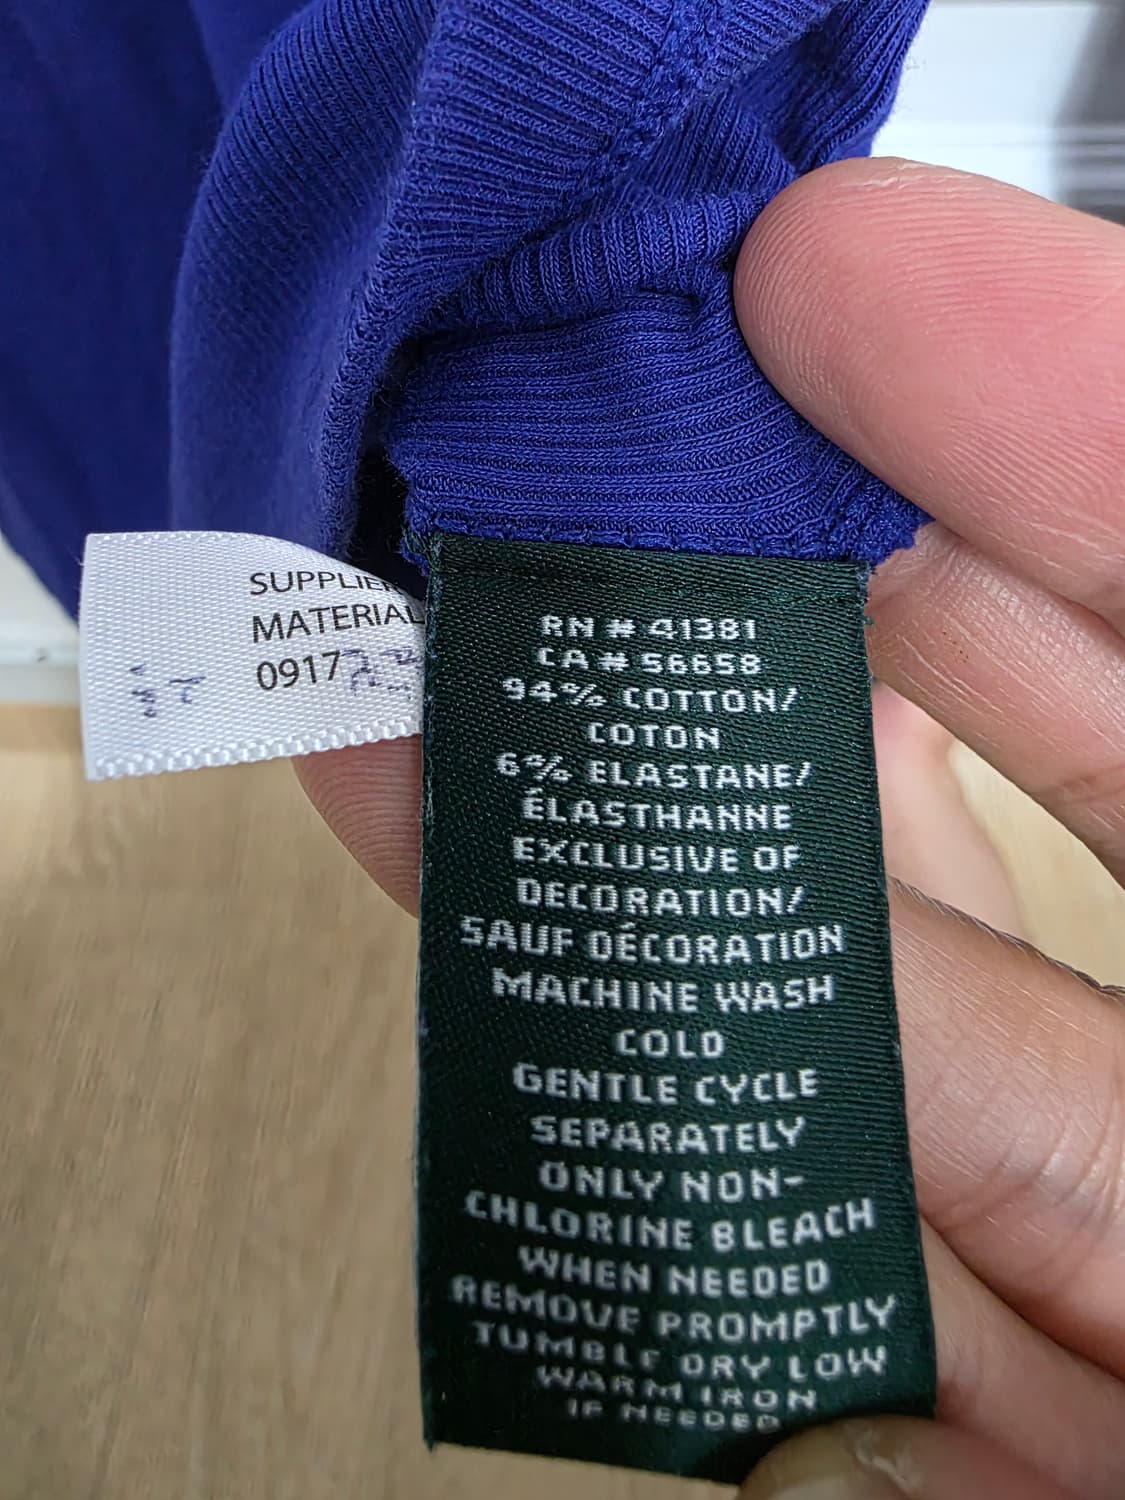 SUPPLIER
MATERIAL
0917
RN # 41381
CA # 56658
94% COTTON/
COTON
6% ELASTANE/
ÉLASTHANNE
EXCLUSIVE OF
DECORATION/
SAUF DÉCORATION
MACHINE WASH
COLD
GENTLE CYCLE
SEPARATELY
ONLY NON-
CHLORINE BLEACH
WHEN NEEDED
REMOVE PROMPTLY
TUMBLE DRY LOW
WARM IRON
IF NEEDED